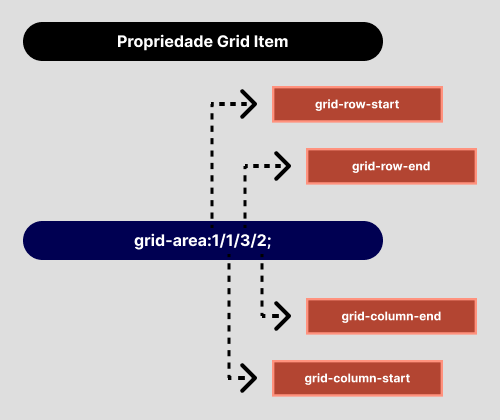 Propriedade Grid Item
grid-row-start
grid-row-end
grid-area:1/1/3/2;
grid-column-end
grid-column-start